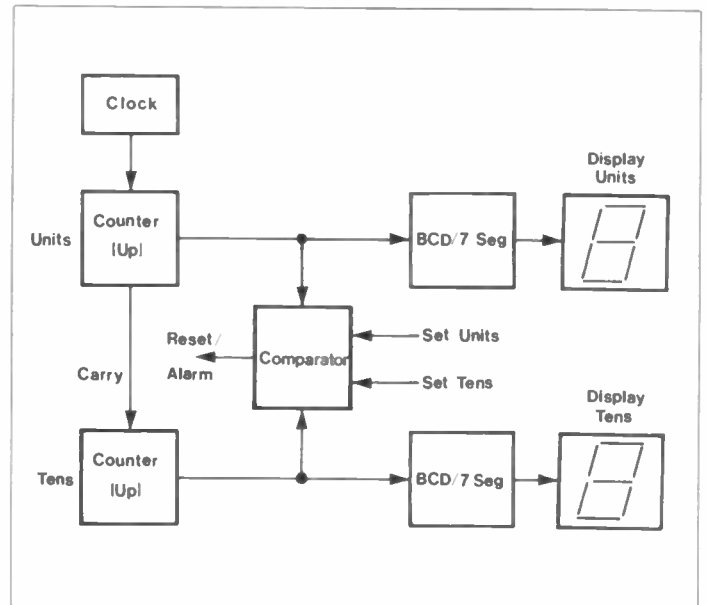 Clock
Display
Units
Units
Counter
|Up|
BCD/7 Seg
Reset/
Alarm
Comparator
Set Units
Set Tens
Carry
Display
Tens
Tens
Counter
|Up|
BCD/7 Seg